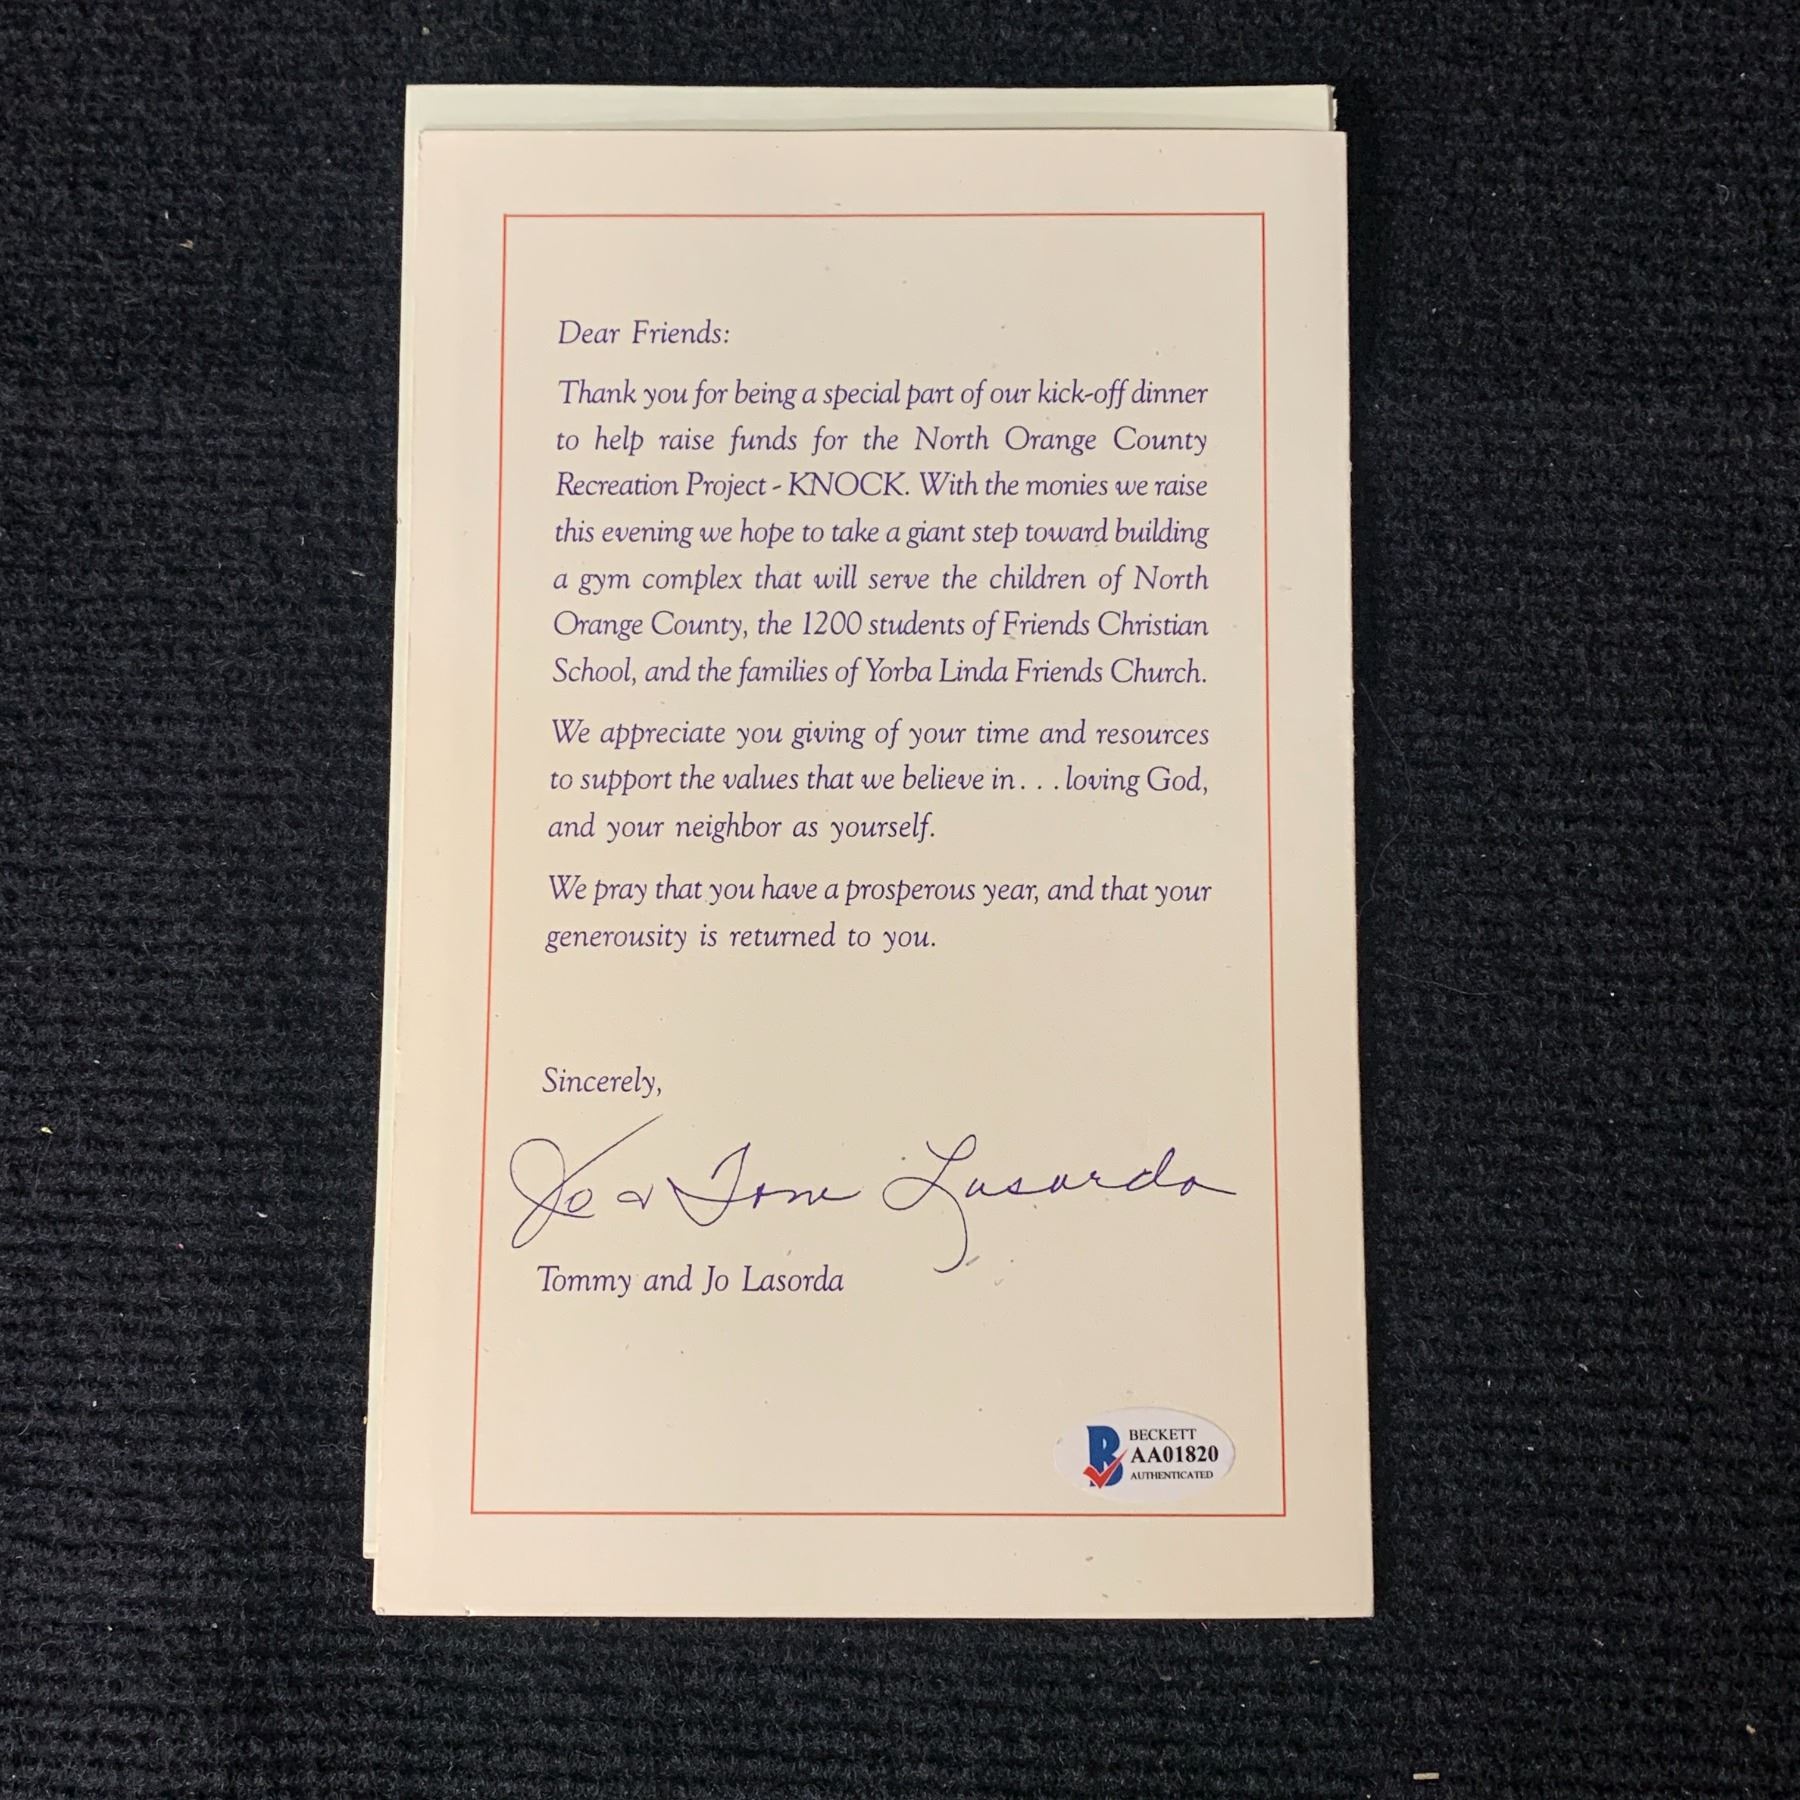 Dear Friends:
Thank you for being a special part of our kick-off dinner
to help raise funds for the North Orange County
Recreation Project - KNOCK. With the monies we raise
this evening we hope to take a giant step toward building
a gym complex that will serve the children of North
Orange County, the 1200 students of Friends Christian
School, and the families of Yorba Linda Friends Church.
We appreciate you giving of your time and resources
to support the values that we believe in. . .loving God,
and your neighbor as yourself.
We pray that you have a prosperous year, and that your
generousity is returned to you.
Sincerely,
Jo & Tom Lasorda
Tommy and Jo Lasorda
BECKETT
AA01820
AUTHENTICATED